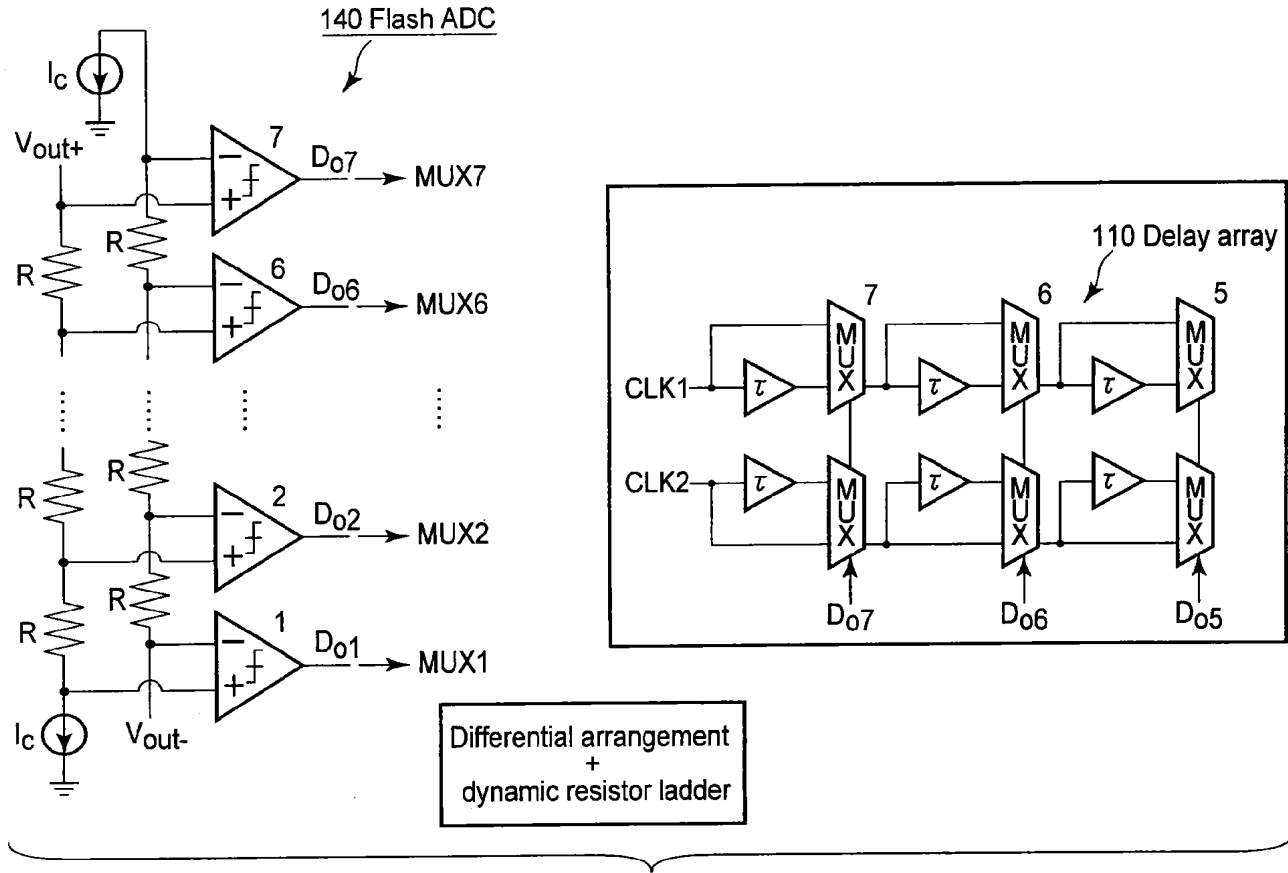 140 Flash ADC
I_C
V_out+
7
− +
D_o7
MUX7
R
R
6
− +
D_o6
MUX6
R
R
2
− +
D_o2
MUX2
R
R
1
− +
D_o1
MUX1
I_C
V_out-
Differential arrangement
+
dynamic resistor ladder
110 Delay array
7
6
5
MUX
MUX
MUX
CLK1
τ
τ
τ
CLK2
τ
τ
τ
MUX
MUX
MUX
D_o7
D_o6
D_o5